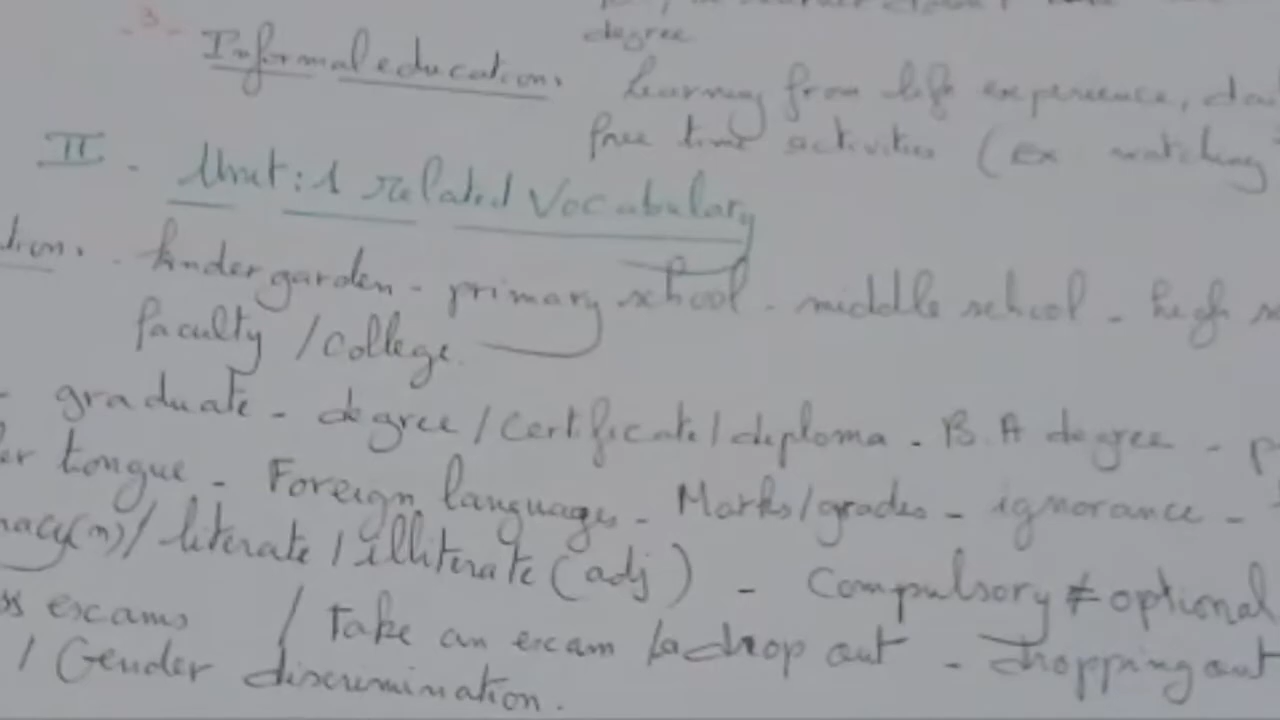 degree
3
Informal education. learning from life experience,
free time activities (Ex watching
II. Unit:1 related Vocabulary
kindergarden - primary school - middle school - high
faculty / College.
- graduate - degree / certificate / diploma - B.A degree -
tongue - Foreign languages - Marks/grades - ignorance -
(n) / literate / illiterate (adj) - Compulsory ≠ optional
exams / take an exam / a drop out - dropping out
/ Gender discrimination.